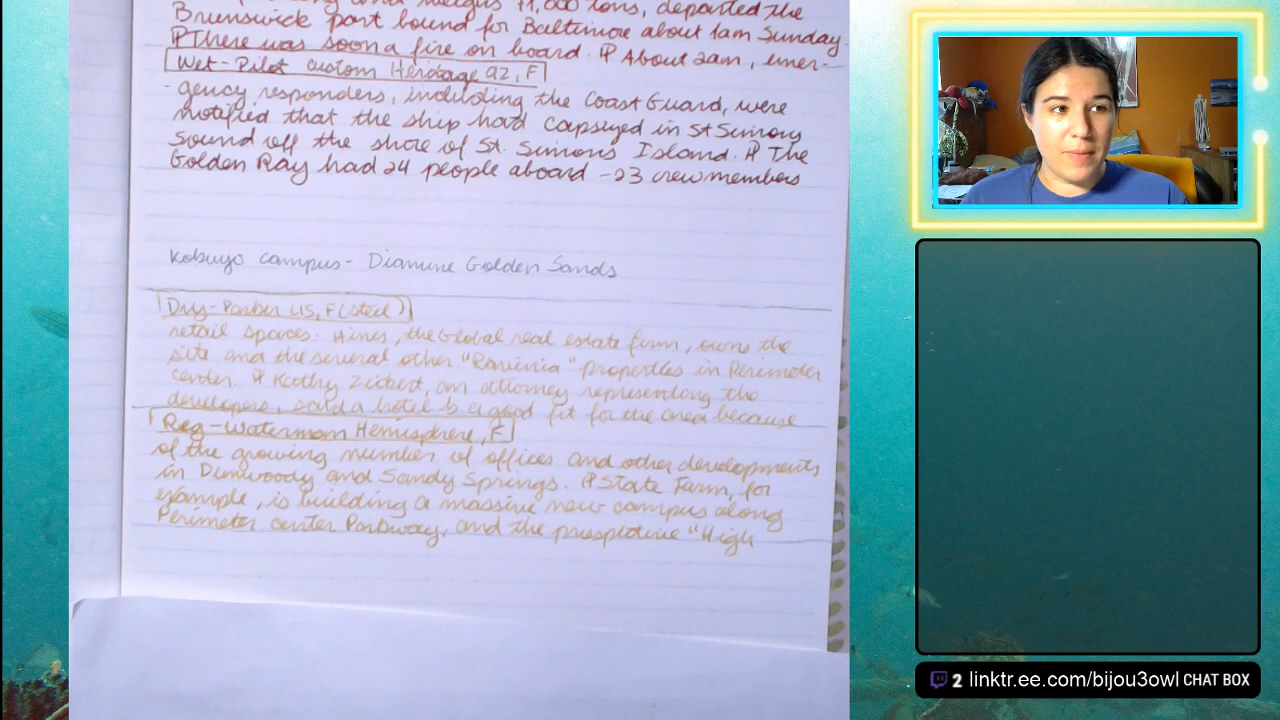 11,000 tons, departed the
Brunswick port bound for Baltimore about 1am Sunday.
¶There was soon a fire on board. ¶ About 2am, emer-
Wet-Pilot Custom Heritage 92, F
gency responders, including the Coast Guard, were
notified that the ship had capsized in St Simons
Sound off the shore of St. Simons Island. ¶ The
Golden Ray had 24 people aboard - 23 crew members
Kobuyo campus - Diamine Golden Sands
Dry-Parker 45, F (steel)
retail spaces. Hines, the global real estate firm, owns the
site and the several other "Ravinia" properties in Perimeter
Center. ¶ Kathy Zickert, an attorney representing the
developers, said a hotel is a good fit for the area because
Reg-Waterman Hemisphere, F
of the growing number of offices and other developments
in Dunwoody and Sandy Springs. ¶ State Farm, for
example, is building a massive new campus along
Perimeter Center Parkway, and the "High
2 linktr.ee/bijou3owl CHAT BOX